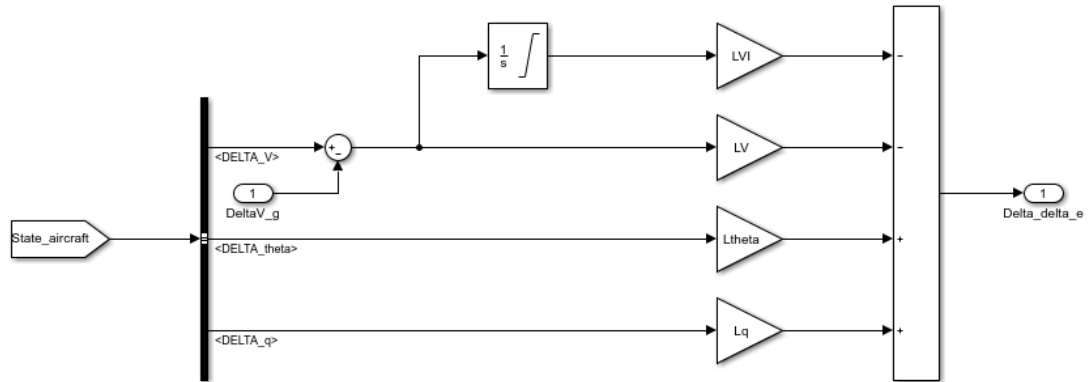 1
s
LVI
−
+
−
LV
−
<DELTA_V>
1
DeltaV_g
State_aircraft
<DELTA_theta>
Ltheta
+
1
Delta_delta_e
<DELTA_q>
Lq
+